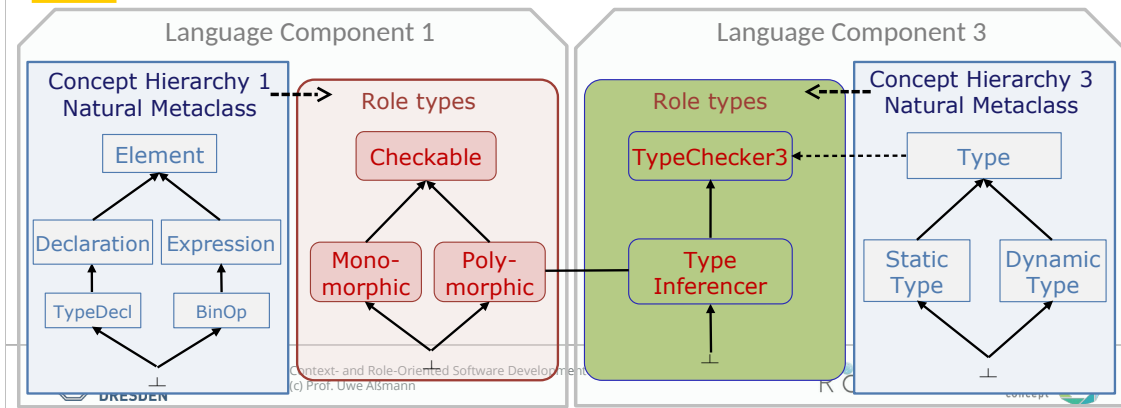 Language Component 1
Language Component 3
Concept Hierarchy 1
Natural Metaclass
Role types
Role types
Concept Hierarchy 3
Natural Metaclass
Element
Checkable
TypeChecker3
Type
Declaration
Expression
Mono-
morphic
Poly-
morphic
Type
Inferencer
Static
Type
Dynamic
Type
TypeDecl
BinOp
⊥
⊥
⊥
⊥
DRESDEN
Context- and Role-Oriented Software Development
(c) Prof. Uwe Aßmann
R
concept